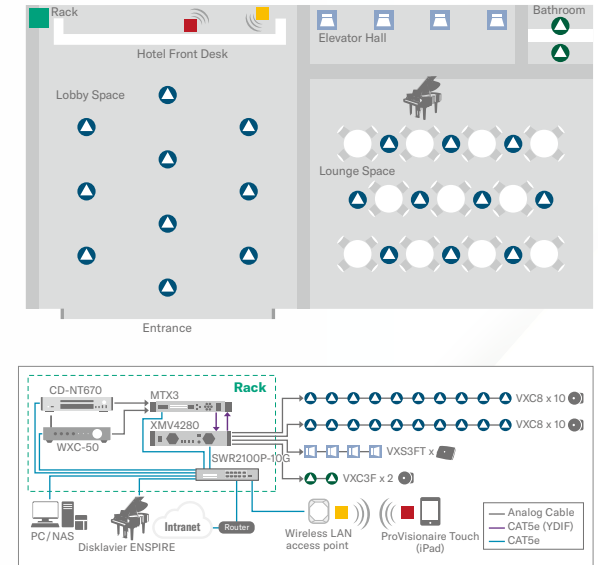 Rack
Bathroom
Elevator Hall
Hotel Front Desk
Lobby Space
Lounge Space
Entrance
Rack
CD-NT670
MTX3
VXC8 x 10
WXC-50
XMV4280
VXC8 x 10
SWR2100P-10G
VXS3FT x
VXC3F x 2
Intranet
Router
PC/NAS
Disklavier ENSPIRE
Wireless LAN
access point
ProVisionaire Touch
(iPad)
Analog Cable
CAT5e (YDIF)
CAT5e